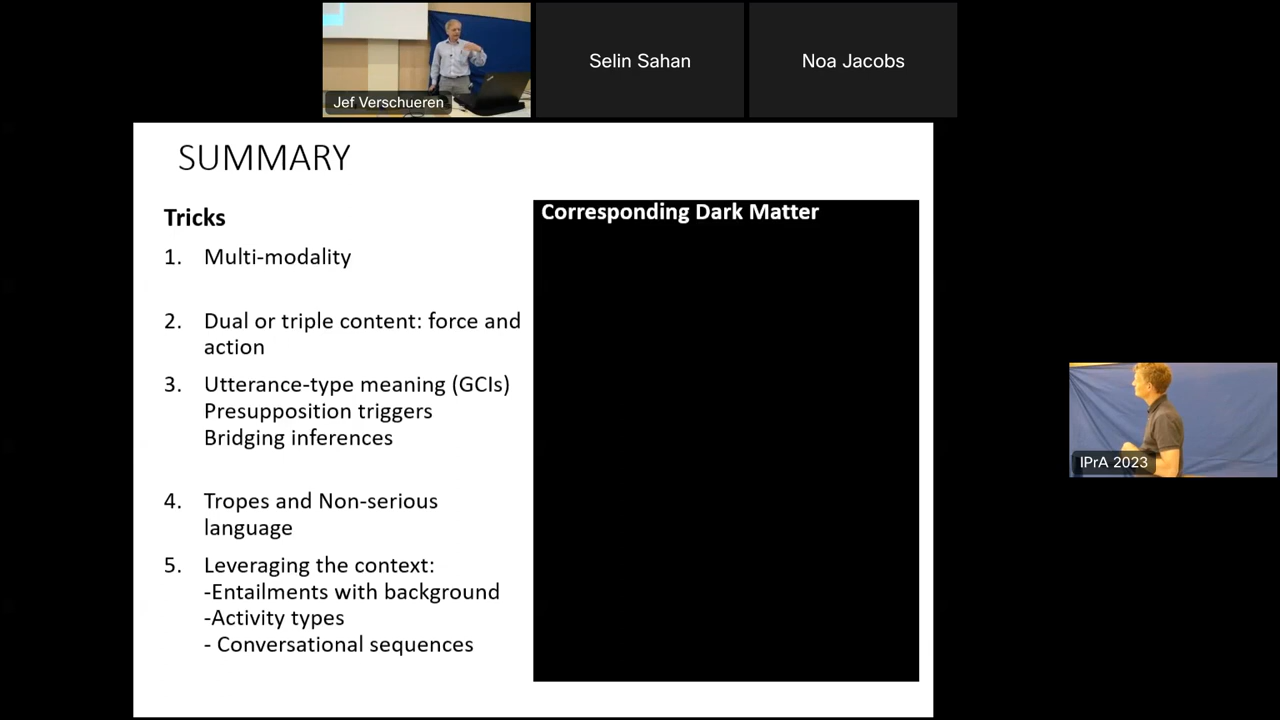 Jef Verschueren
Selin Sahan
Noa Jacobs
SUMMARY
Tricks
1. Multi-modality
2. Dual or triple content: force and
action
3. Utterance-type meaning (GCIs)
Presupposition triggers
Bridging inferences
4. Tropes and Non-serious
language
5. Leveraging the context:
-Entailments with background
-Activity types
- Conversational sequences
Corresponding Dark Matter
IPrA 2023